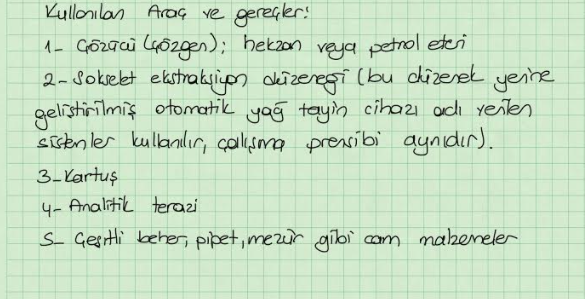 Kullanılan Araç ve gereçler:
1- Çözücü (Çözgen); hekzan veya petrol eteri
2- Sokselet ekstraksiyon düzeneği (bu düzenek yerine
geliştirilmiş otomatik yağ tayin cihazı adı verilen
sistemler kullanılır, çalışma prensibi aynıdır).
3-Kartuş
4- Analitik terazi
5- Çeşitli beher, pipet, mezür gibi cam malzemeler